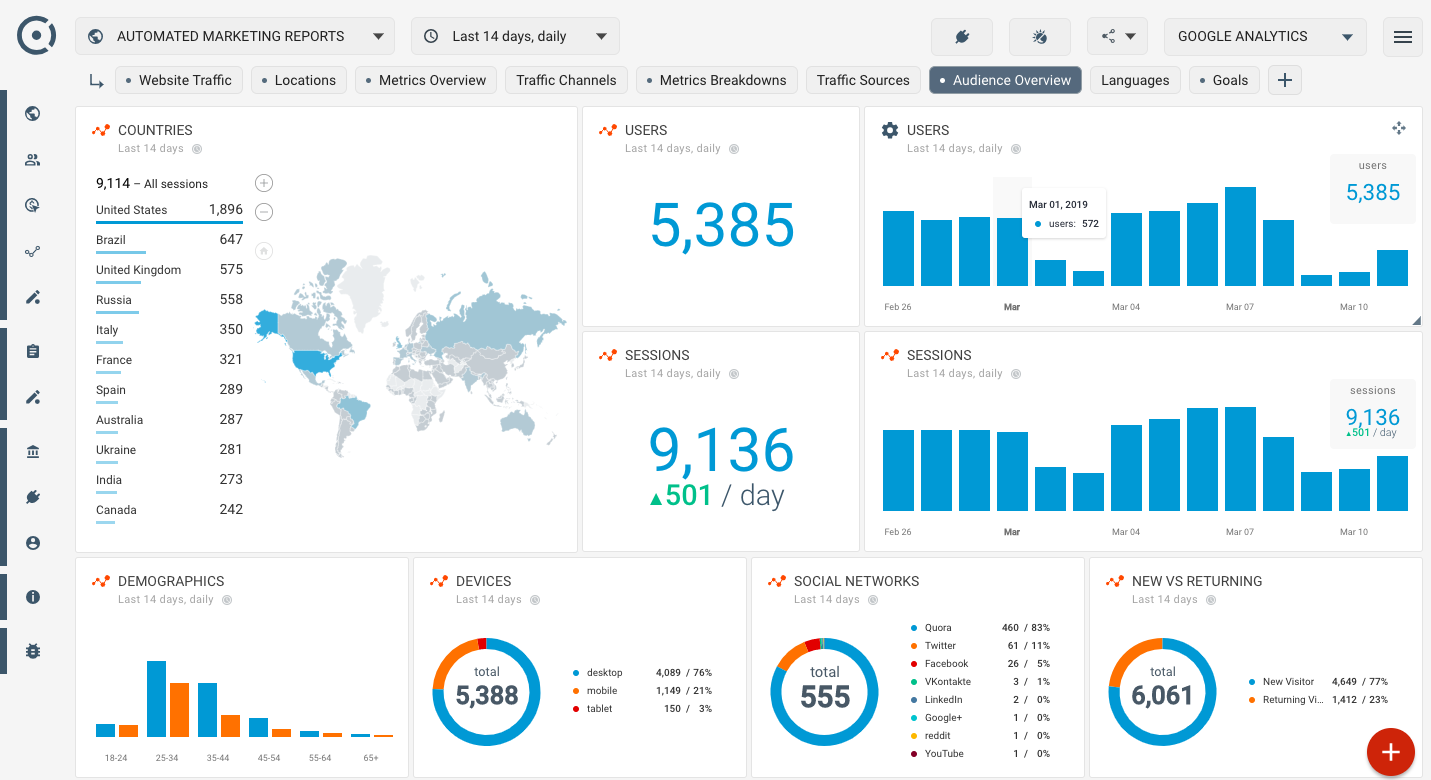 AUTOMATED MARKETING REPORTS
Last 14 days, daily
GOOGLE ANALYTICS
Website Traffic
Locations
Metrics Overview
Traffic Channels
Metrics Breakdowns
Traffic Sources
Audience Overview
Languages
Goals
COUNTRIES
Last 14 days
9,114 – All sessions
United States 1,896
Brazil 647
United Kingdom 575
Russia 558
Italy 350
France 321
Spain 289
Australia 287
Ukraine 281
India 273
Canada 242
USERS
Last 14 days, daily
5,385
USERS
Last 14 days, daily
users
5,385
Mar 01, 2019
users: 572
Feb 26 Mar Mar 04 Mar 07 Mar 10
SESSIONS
Last 14 days, daily
9,136
▲501 / day
SESSIONS
Last 14 days, daily
sessions
9,136
▲501 / day
Feb 26 Mar Mar 04 Mar 07 Mar 10
DEMOGRAPHICS
Last 14 days, daily
18-24 25-34 35-44 45-54 55-64 65+
DEVICES
Last 14 days
total
5,388
desktop 4,089 / 76%
mobile 1,149 / 21%
tablet 150 / 3%
SOCIAL NETWORKS
Last 14 days
total
555
Quora 460 / 83%
Twitter 61 / 11%
Facebook 26 / 5%
VKontakte 3 / 1%
LinkedIn 2 / 0%
Google+ 1 / 0%
reddit 1 / 0%
YouTube 1 / 0%
NEW VS RETURNING
Last 14 days
total
6,061
New Visitor 4,649 / 77%
Returning Vi... 1,412 / 23%